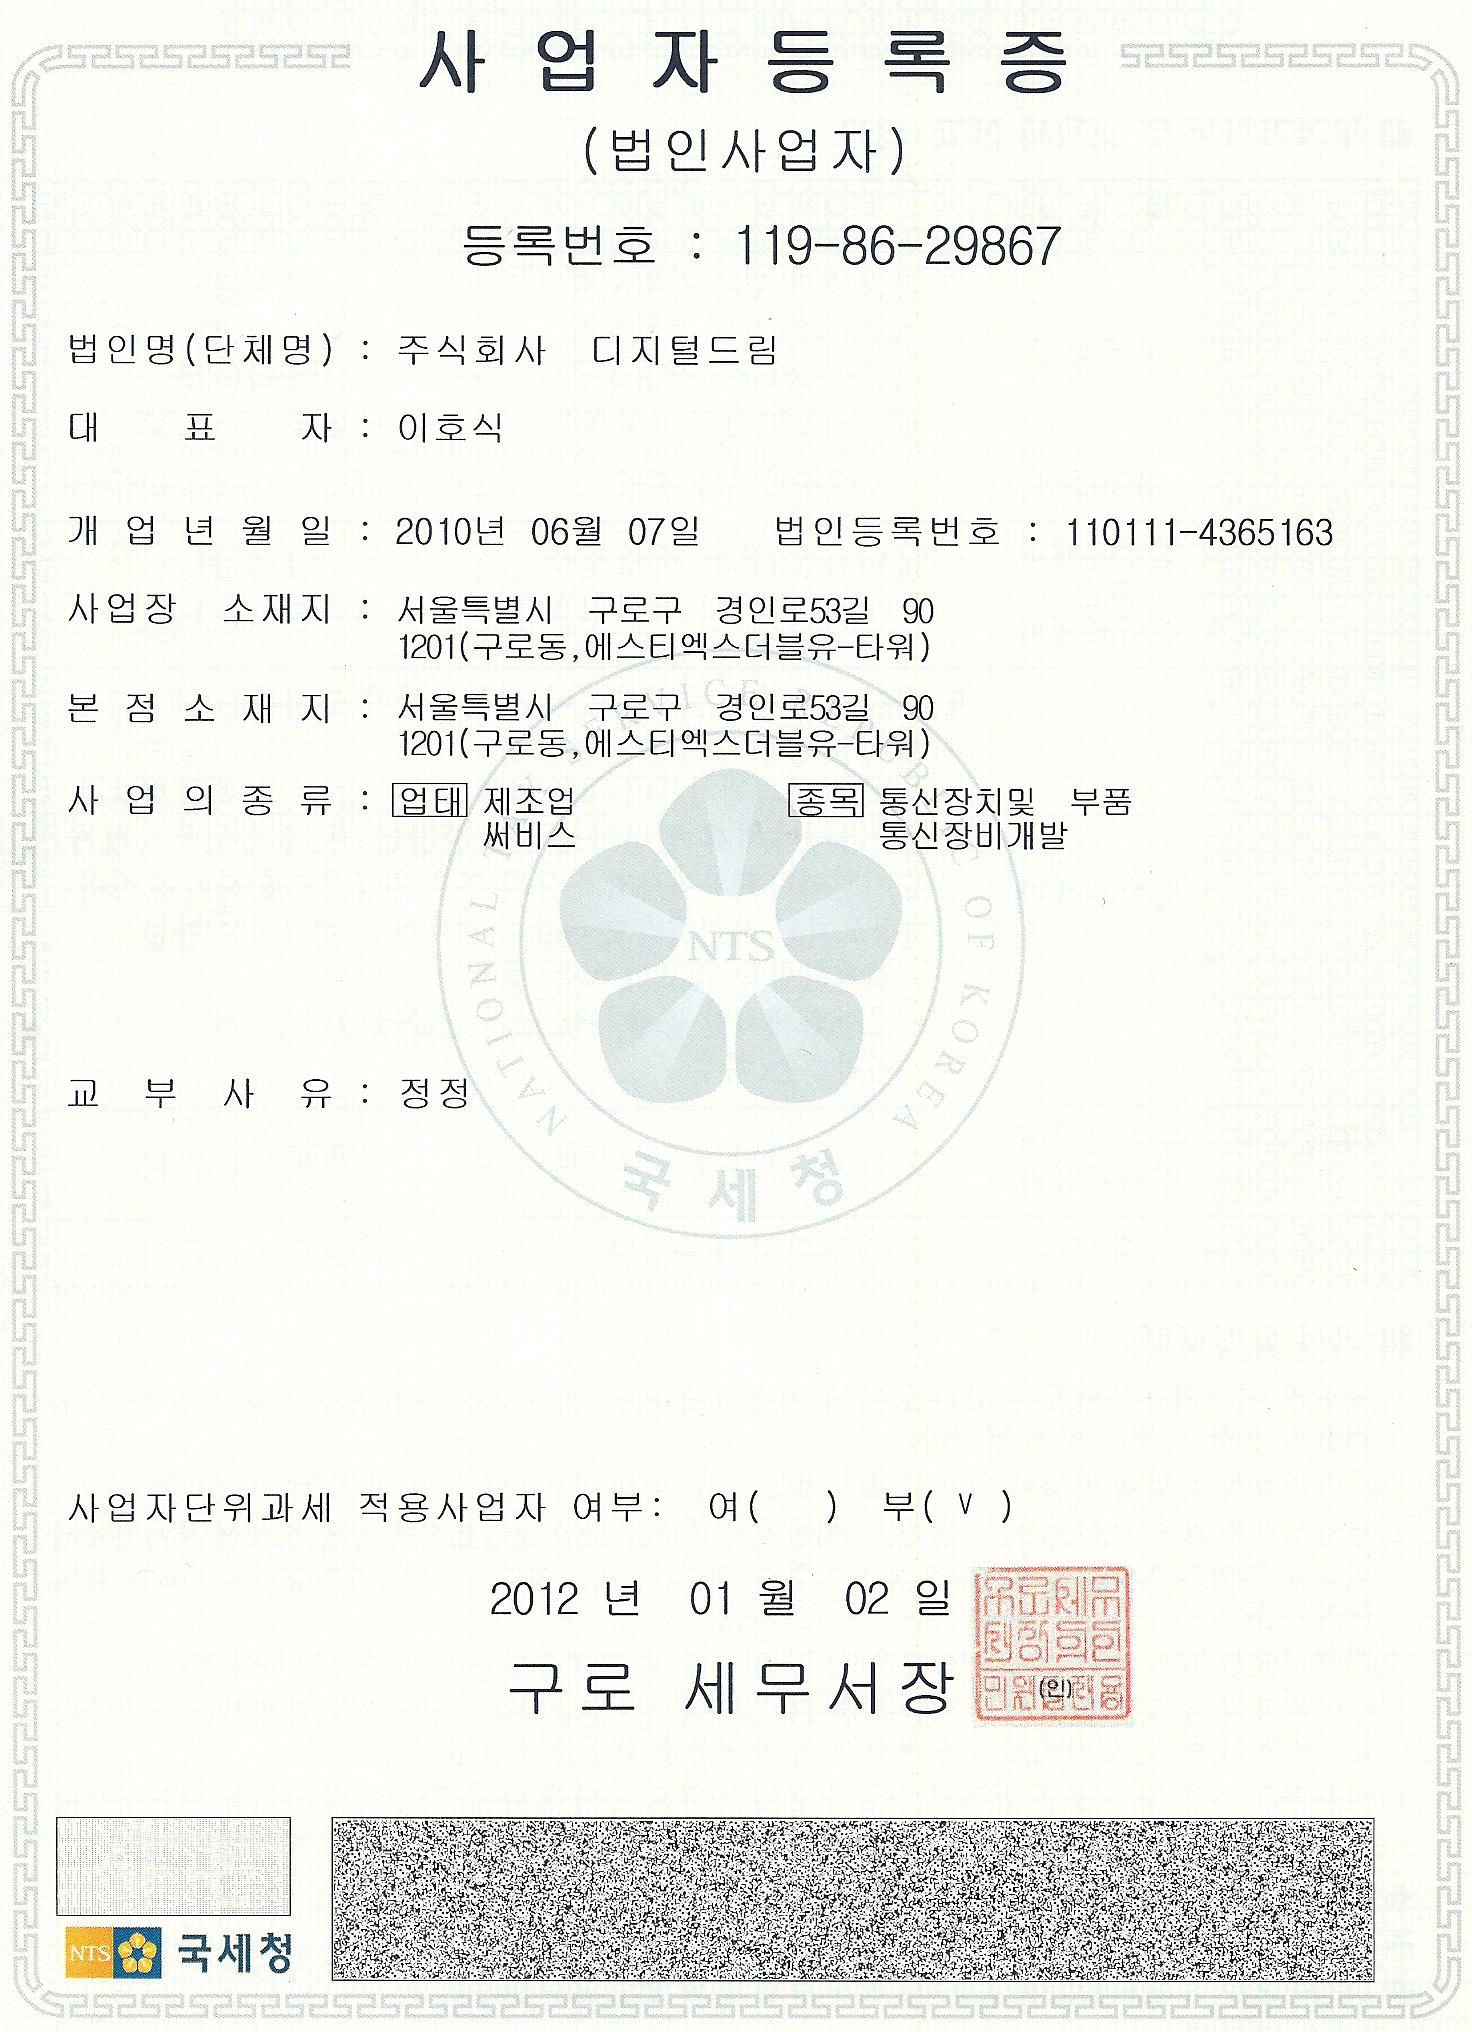 사업자등록증
(법인사업자)
등록번호 : 119-86-29867
법인명(단체명) : 주식회사 디지털드림
대 표 자 : 이호식
개 업 년 월 일 : 2010년 06월 07일 법인등록번호 : 110111-4365163
사업장 소재지 : 서울특별시 구로구 경인로53길 90
1201(구로동,에스티엑스더블유-타워)
본 점 소 재 지 : 서울특별시 구로구 경인로53길 90
1201(구로동,에스티엑스더블유-타워)
사 업 의 종 류 : 업태 제조업 종목 통신장치및 부품
써비스 통신장비개발
NATIONAL TAX SERVICE REPUBLIC OF KOREA
NTS
국세청
교 부 사 유 : 정정
사업자단위과세 적용사업자 여부: 여( ) 부( V )
2012 년 01 월 02 일
구로 세무서장
(인)
NTS 국세청